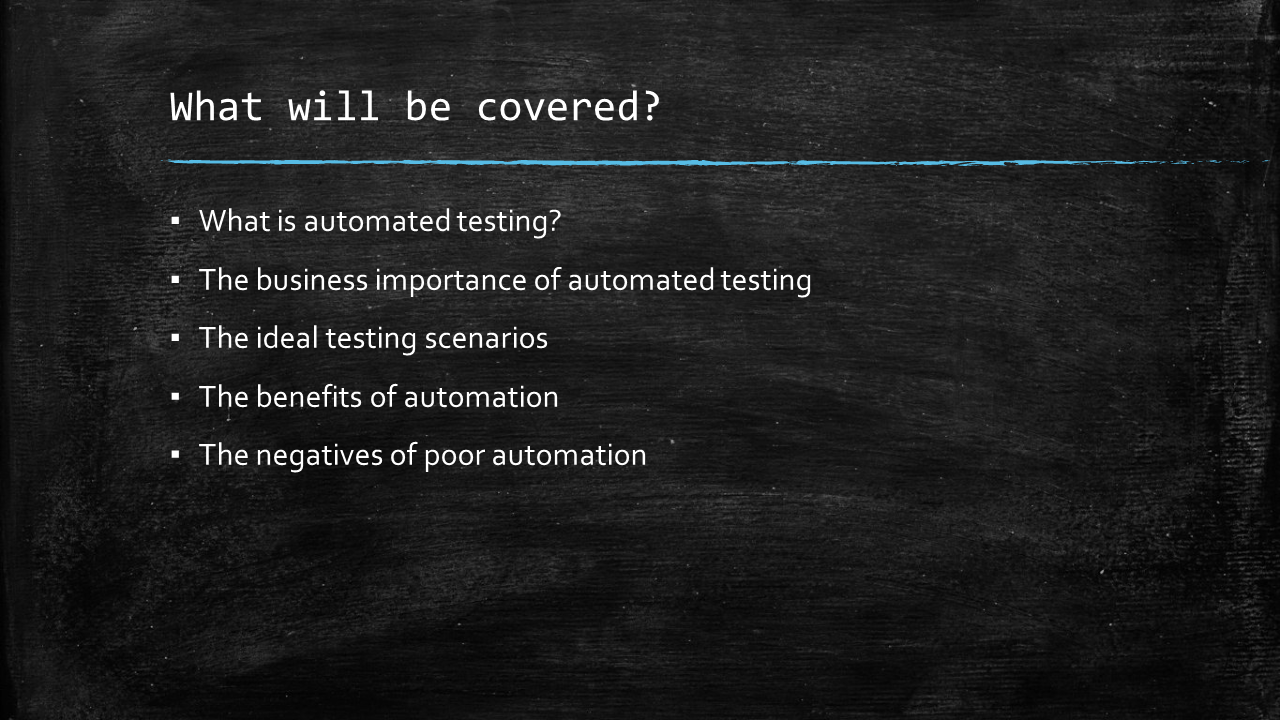 What will be covered?
▪ What is automated testing?
▪ The business importance of automated testing
▪ The ideal testing scenarios
▪ The benefits of automation
▪ The negatives of poor automation